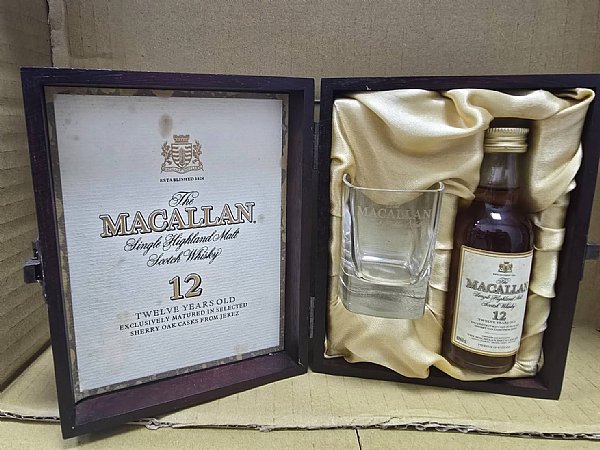 ESTABLISHED 1824
The
MACALLAN.
Single Highland Malt
Scotch Whisky
12
TWELVE YEARS OLD
EXCLUSIVELY MATURED IN SELECTED
SHERRY OAK CASKS FROM JEREZ
MACALLAN
The
MACALLAN
Single Highland Malt
Scotch Whisky
12
TWELVE YEARS OLD